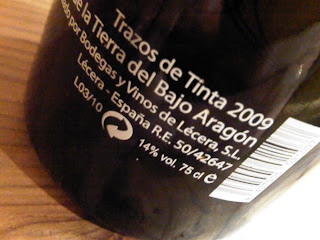 Trazos de Tinta 2009
de la Tierra del Bajo Aragón
por Bodegas y Vinos de Lécera, S.L.
Lécera - España R.E. 50/42647
L03/10 14% vol. 75 cl e